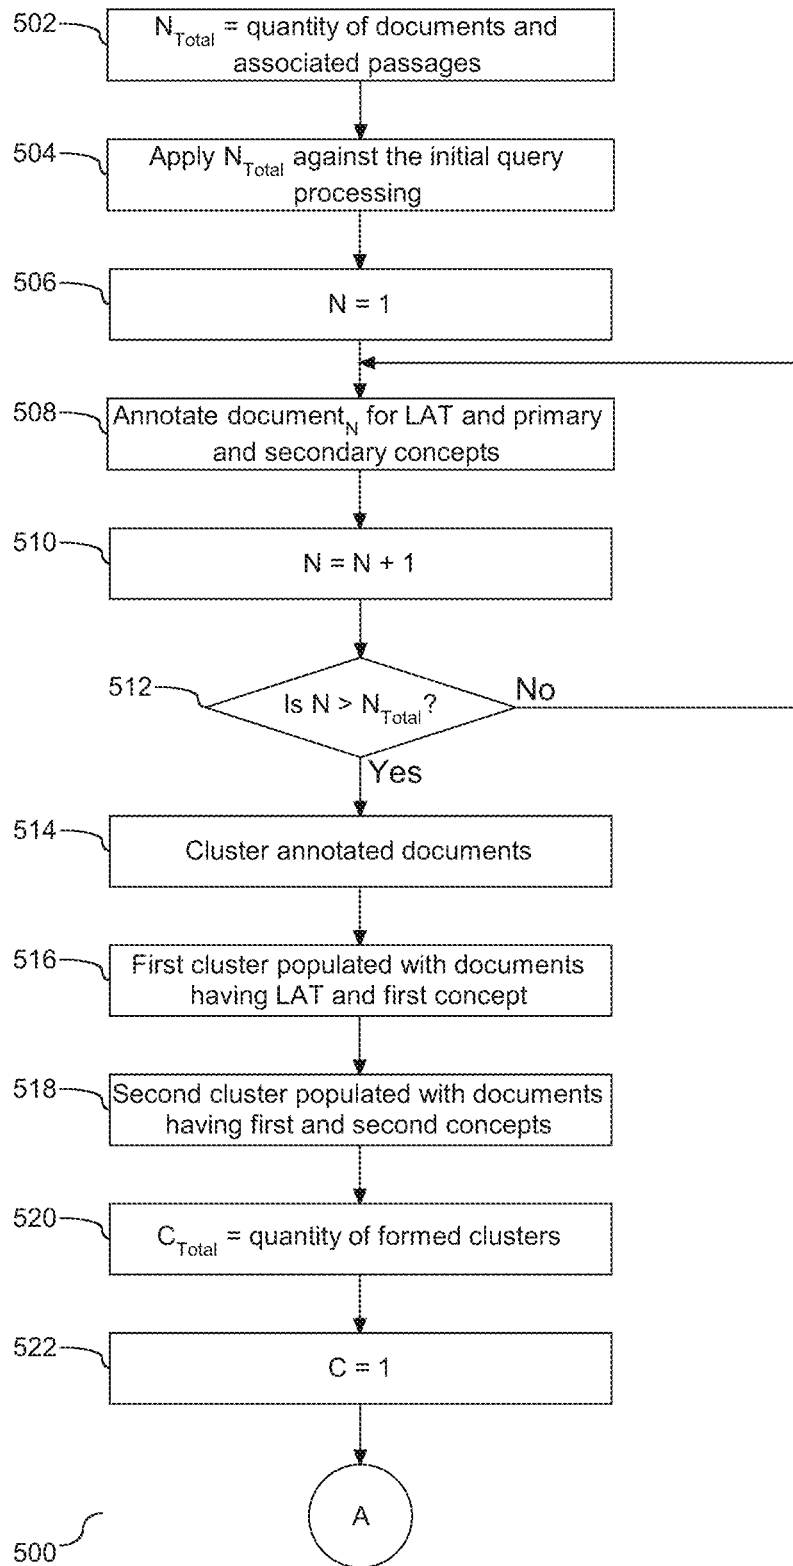 502
N_Total = quantity of documents and
associated passages
504
Apply N_Total against the initial query
processing
506
N = 1
508
Annotate document_N for LAT and primary
and secondary concepts
510
N = N + 1
512
Is N > N_Total?
No
Yes
514
Cluster annotated documents
516
First cluster populated with documents
having LAT and first concept
518
Second cluster populated with documents
having first and second concepts
520
C_Total = quantity of formed clusters
522
C = 1
A
500